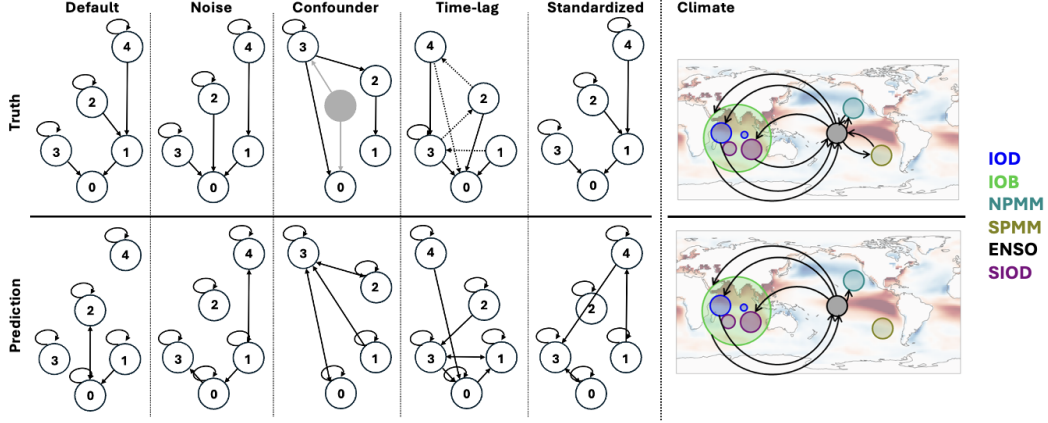 Default Noise Confounder Time-lag Standardized Climate
Truth
4 2 3 1 0
4 2 3 1 0
3 2 1 0
4 2 3 1 0
4 2 3 1 0
Prediction
4 2 3 1 0
4 2 3 1 0
3 2 1 0
4 2 3 1 0
4 2 3 1 0
IOD
IOB
NPMM
SPMM
ENSO
SIOD